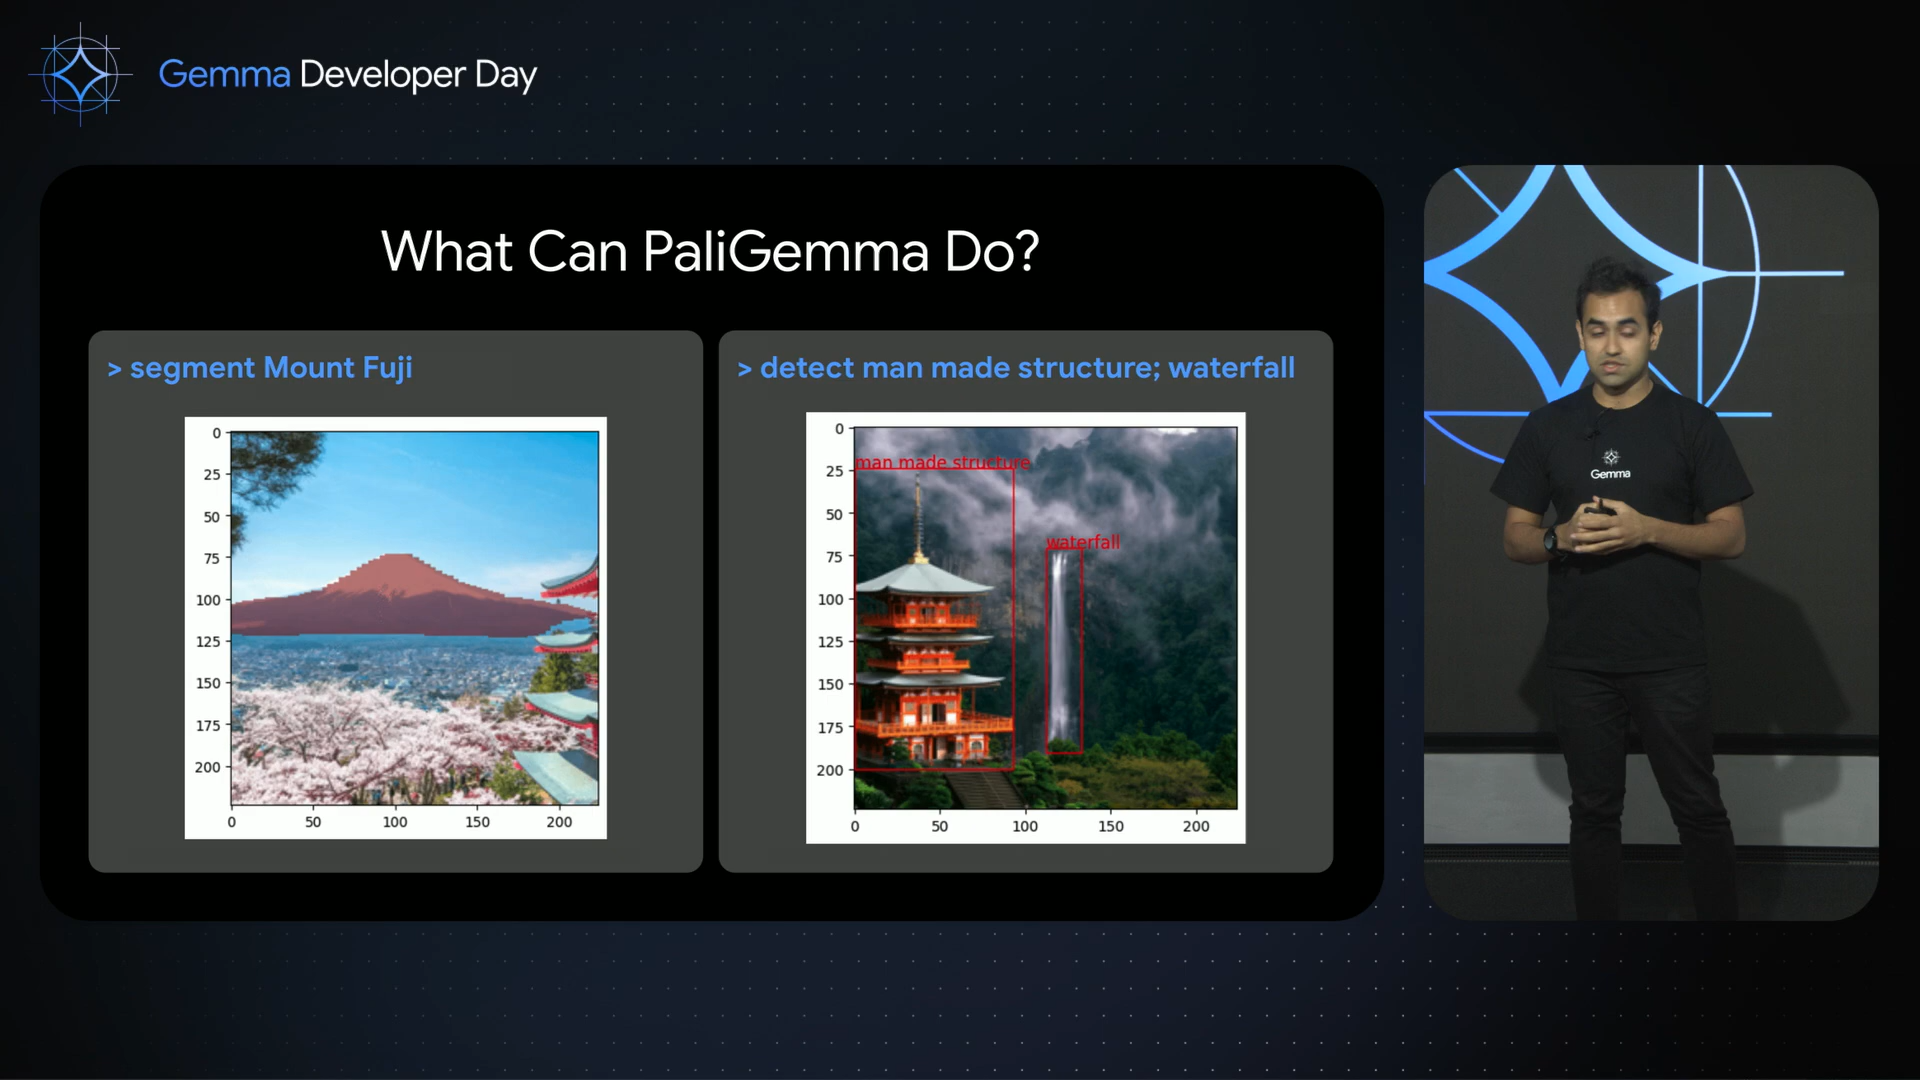 Gemma Developer Day
What Can PaliGemma Do?
> segment Mount Fuji
0
25
50
75
100
125
150
175
200
0 50 100 150 200
> detect man made structure; waterfall
0
25
50
75
100
125
150
175
200
man made structure
waterfall
0 50 100 150 200
Gemma